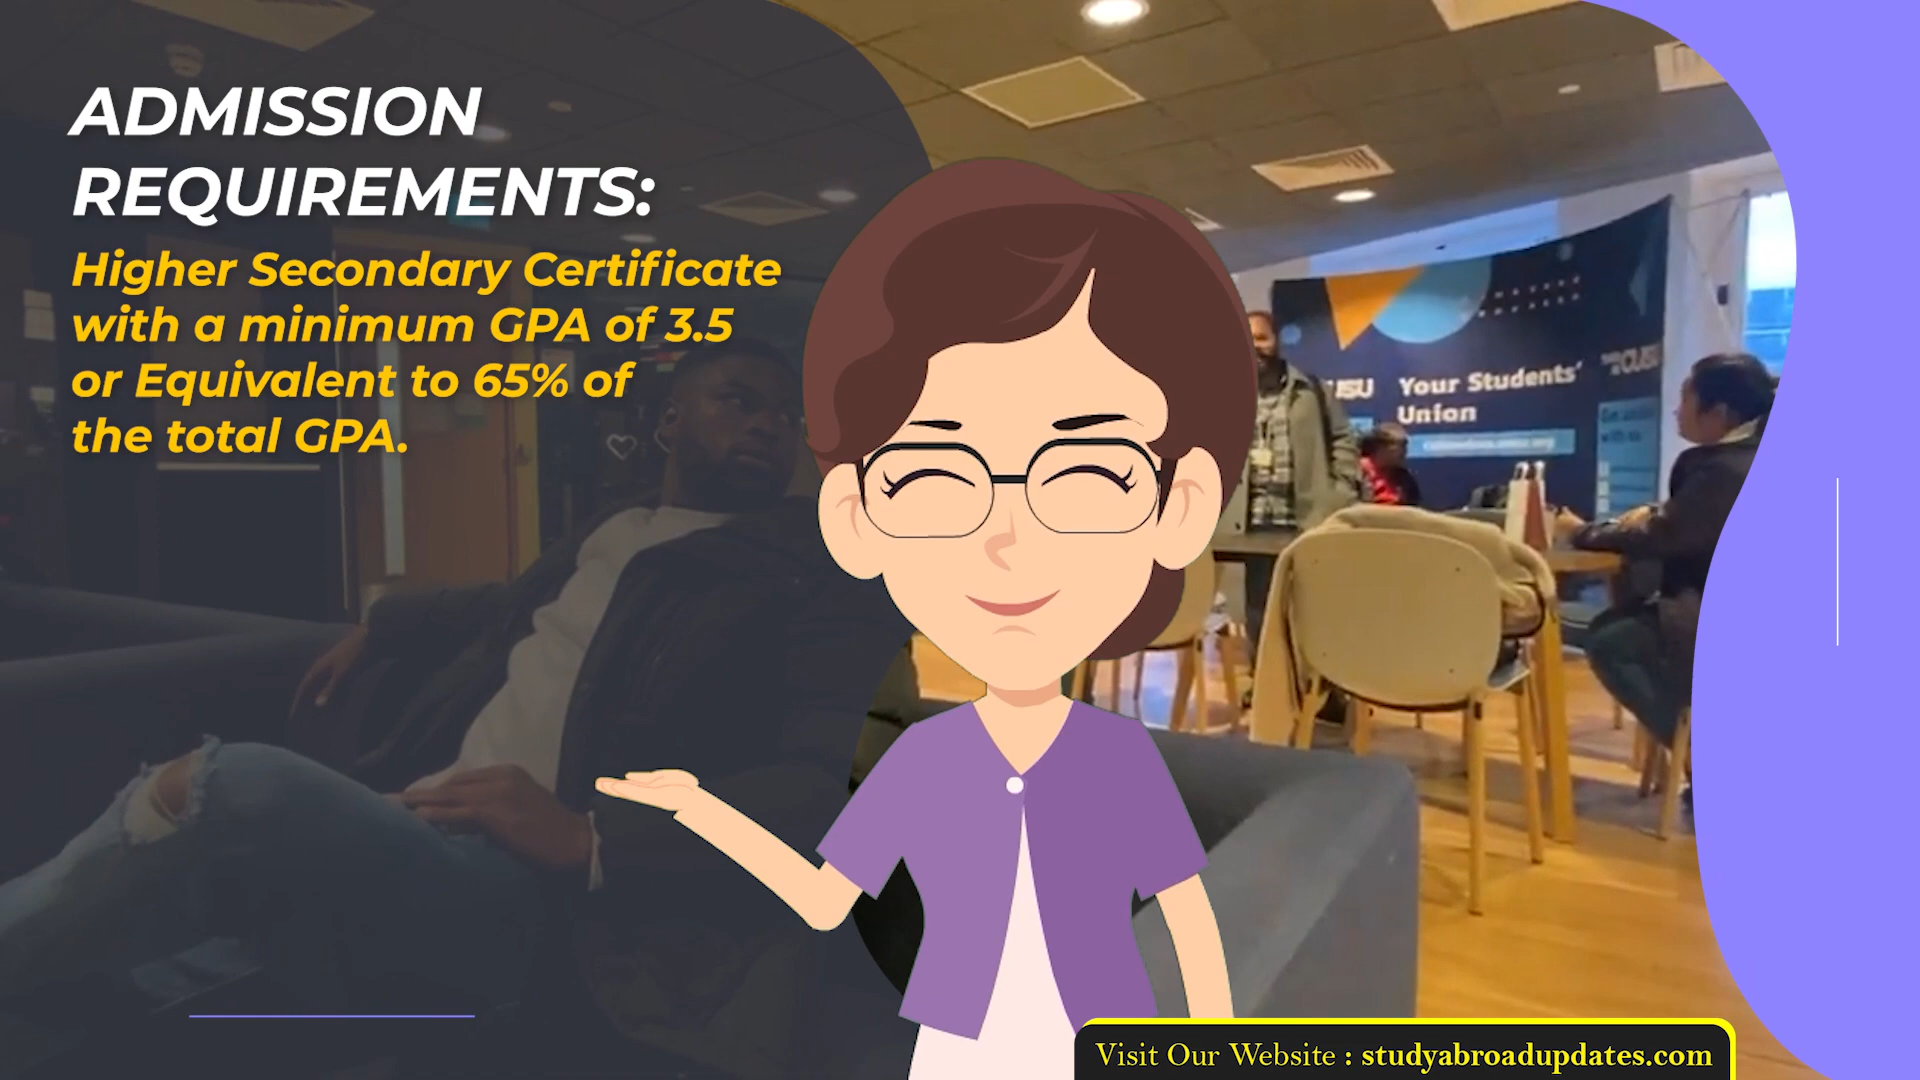 ADMISSION
REQUIREMENTS:
Higher Secondary Certificate
with a minimum GPA of 3.5
or Equivalent to 65% of
the total GPA.
Your Students'
Union
Visit Our Website : studyabroadupdates.com